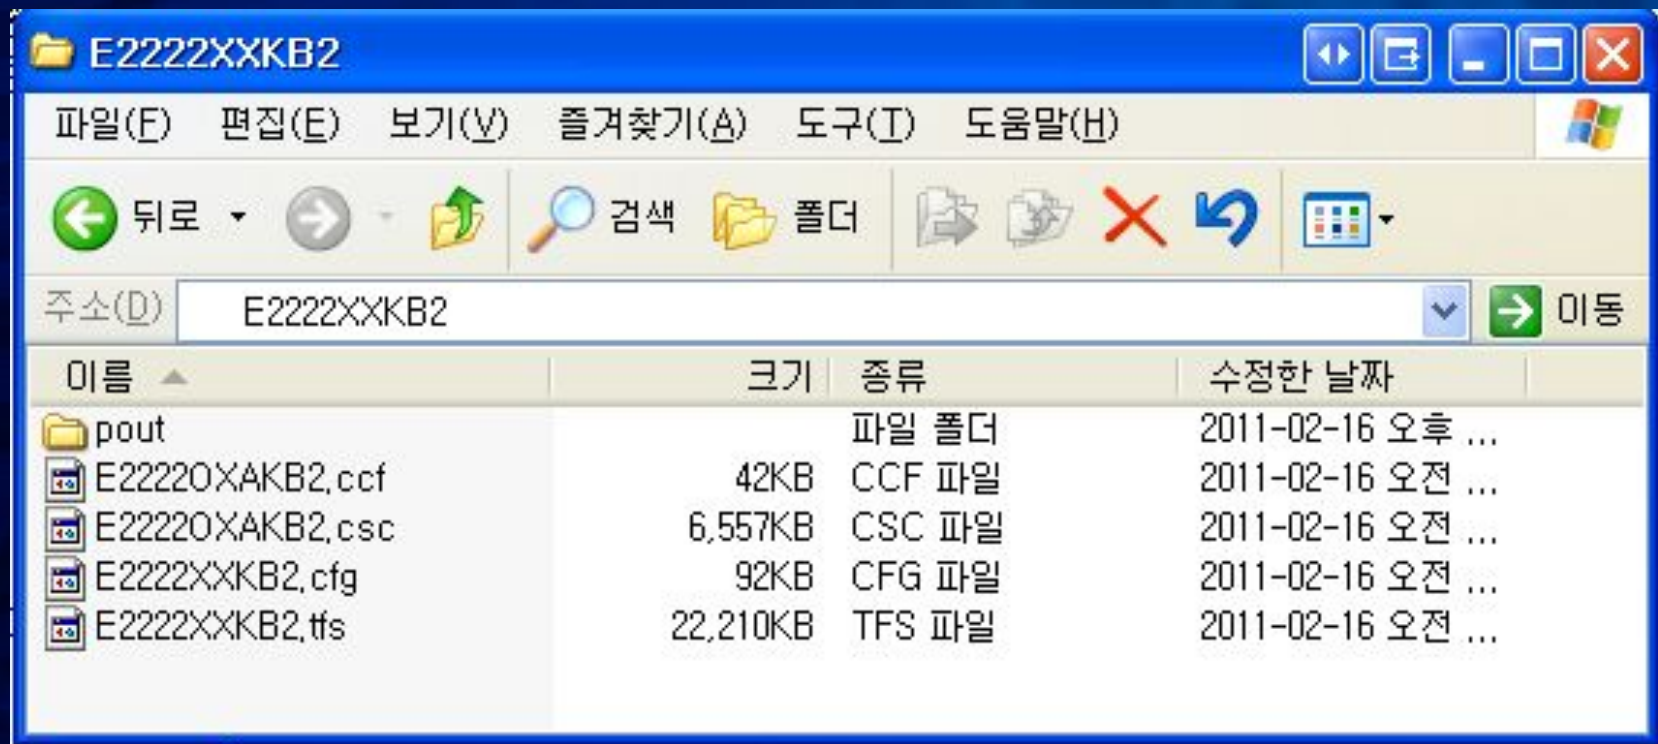 E2222XXKB2
파일(F) 편집(E) 보기(V) 즐겨찾기(A) 도구(T) 도움말(H)
뒤로 검색 폴더
주소(D) E2222XXKB2 이동
이름 크기 종류 수정한 날짜
pout 파일 폴더 2011-02-16 오후 ...
E2222OXAKB2.ccf 42KB CCF 파일 2011-02-16 오전 ...
E2222OXAKB2.csc 6,557KB CSC 파일 2011-02-16 오전 ...
E2222XXKB2.cfg 92KB CFG 파일 2011-02-16 오전 ...
E2222XXKB2.tfs 22,210KB TFS 파일 2011-02-16 오전 ...